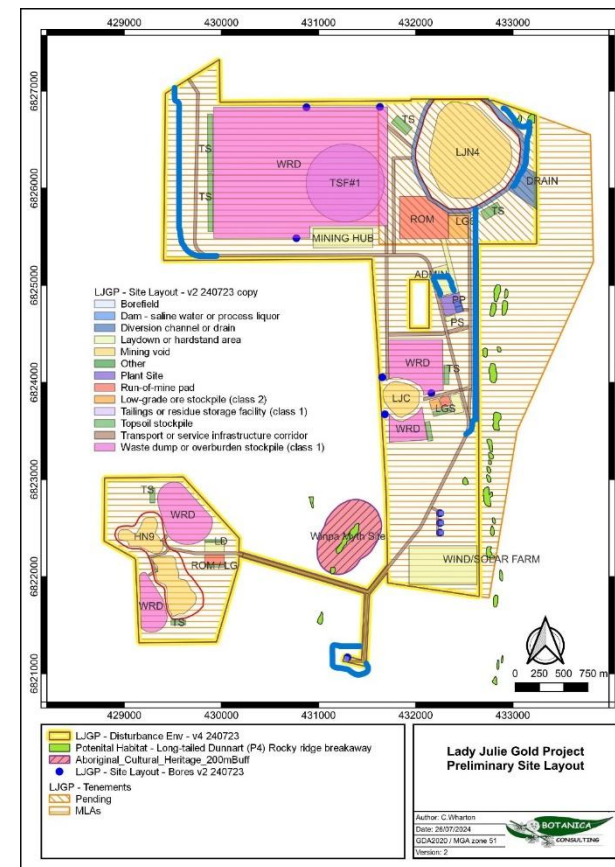 429000 430000 431000 432000 433000
6827000
6826000
6825000
6824000
6823000
6822000
6821000
TS
TS
WRD
TSF#1
MINING HUB
TS
LJN4
DRAIN
ROM
LGS
TS
ADMIN
PP
PS
WRD
TS
LJC
LGS
WRD
LJGP - Site Layout - v2 240723 copy
Borefield
Dam - saline water or process liquor
Diversion channel or drain
Laydown or hardstand area
Mining void
Other
Plant Site
Run-of-mine pad
Low-grade ore stockpile (class 2)
Tailings or residue storage facility (class 1)
Topsoil stockpile
Transport or service infrastructure corridor
Waste dump or overburden stockpile (class 1)
TS
WRD
HN9
LD
ROM / LG
WRD
TS
Winpa Myth Site
WIND/SOLAR FARM
0 250 500 750 m
429000 430000 431000 432000 433000
LJGP - Disturbance Env - v4 240723
Potenital Habitat - Long-tailed Dunnart (P4) Rocky ridge breakaway
Aboriginal_Cultural_Heritage_200mBuff
LJGP - Site Layout - Bores v2 240723
LJGP - Tenements
Pending
MLAs
Lady Julie Gold Project
Preliminary Site Layout
Author: C.Wharton
Date: 26/07/2024
GDA2020 / MGA zone 51
Version: 2
BOTANICA
CONSULTING